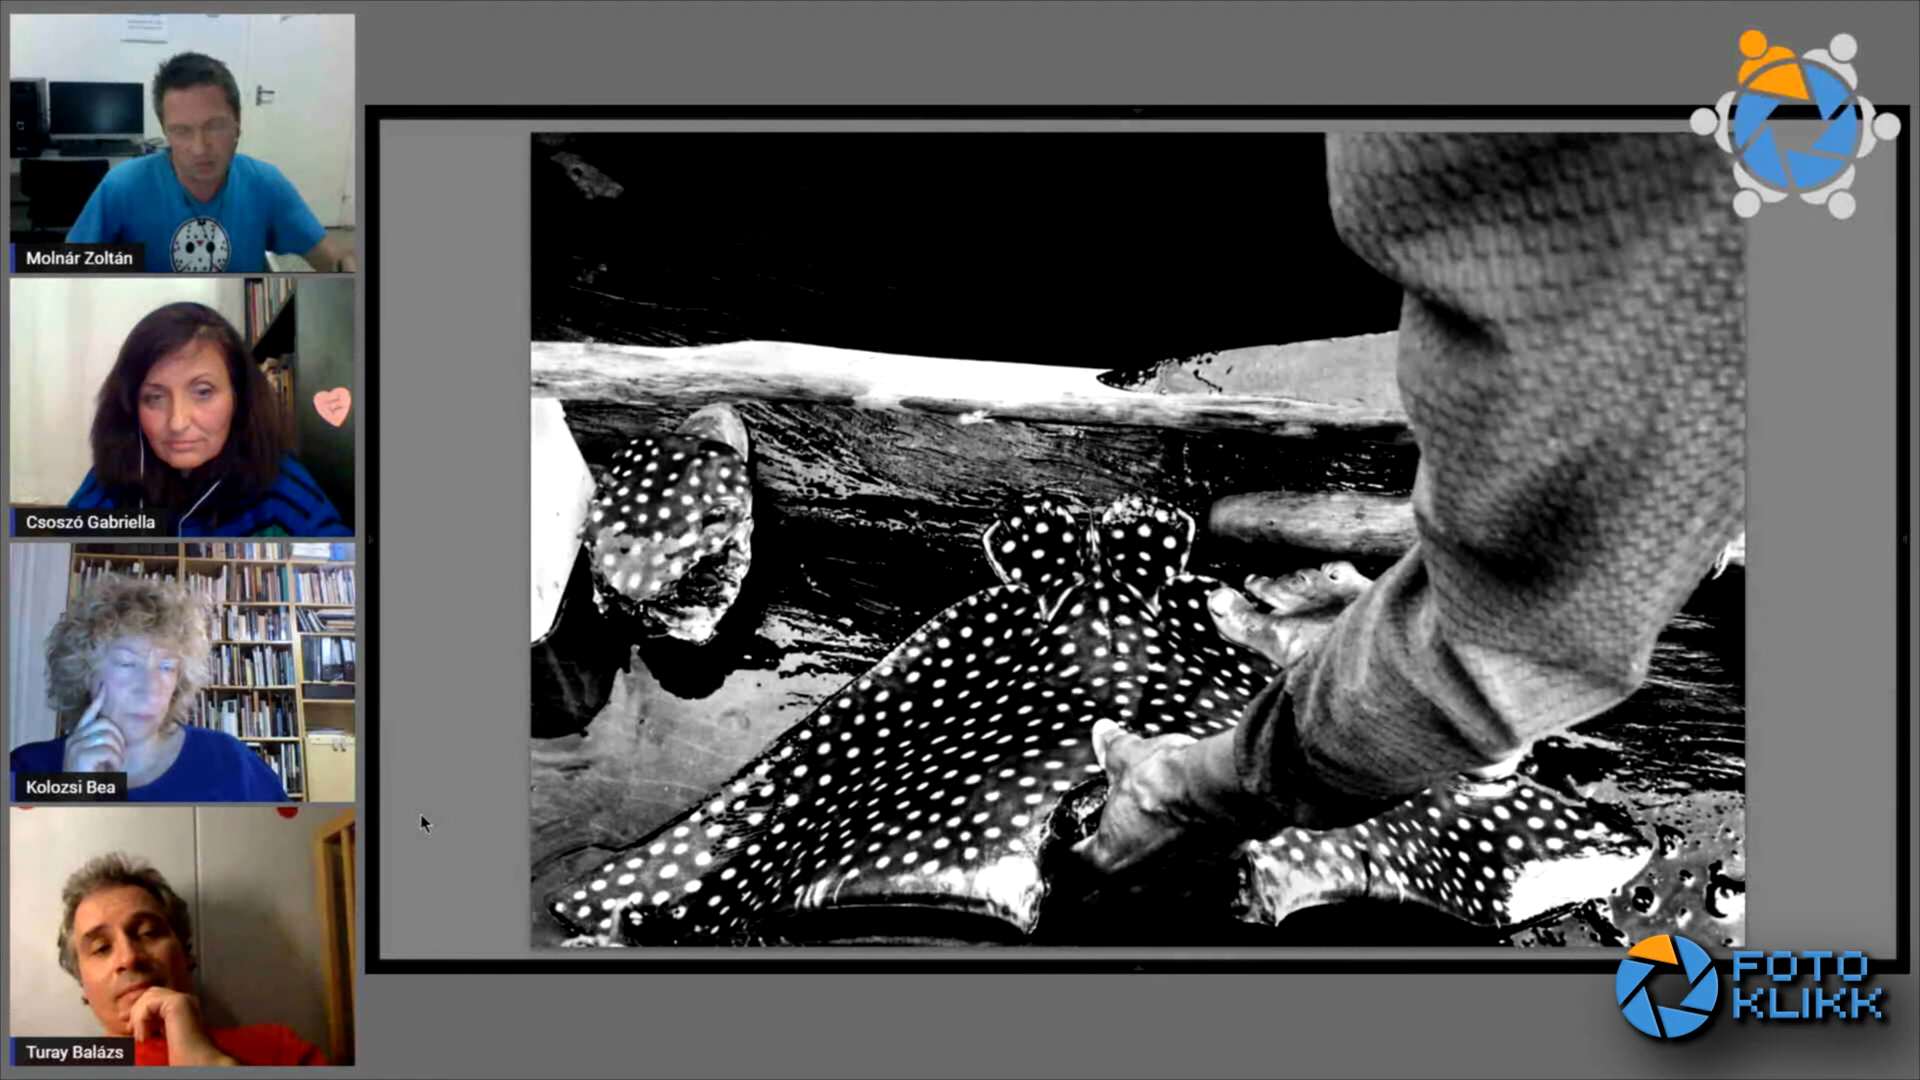 Molnár Zoltán
Csoszó Gabriella
Kolozsi Bea
Turay Balázs
FOTO
KLIKK